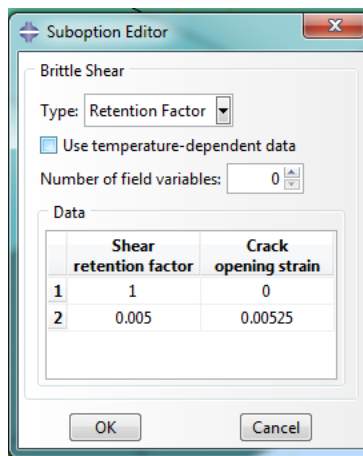 Suboption Editor
Brittle Shear
Type: Retention Factor
Use temperature-dependent data
Number of field variables: 0
Data
Shear retention factor Crack opening strain
1 1 0
2 0.005 0.00525
OK Cancel